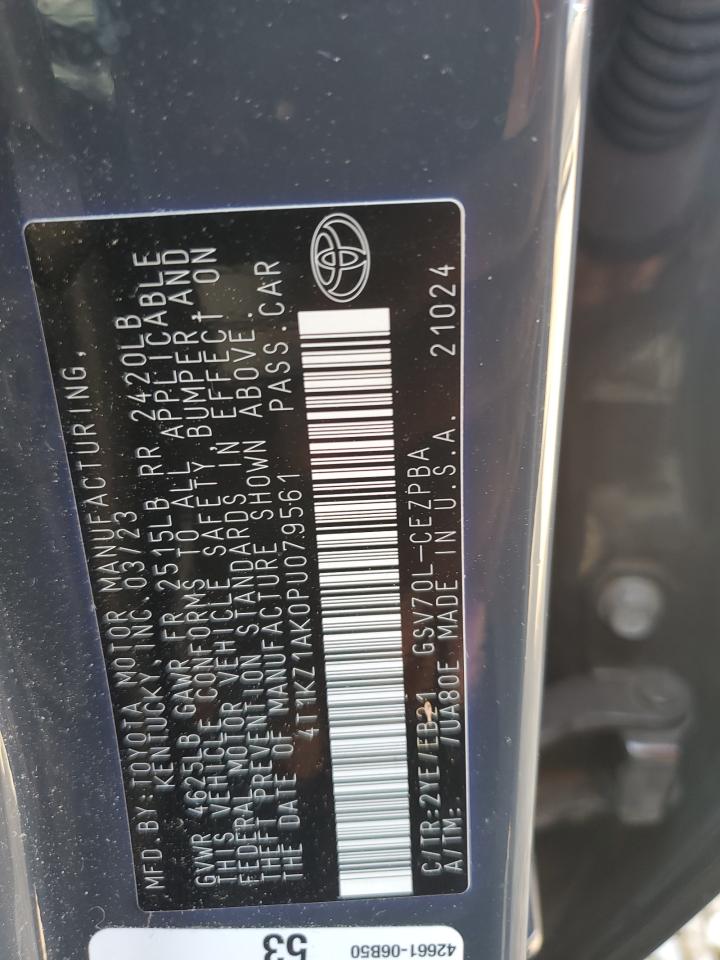 MFD. BY:TOYOTA MOTOR MANUFACTURING,
KENTUCKY, INC 03/23
GVWR 4625LB GAWR FR 2515LB RR 2420LB
THIS VEHICLE CONFORMS TO ALL APPLICABLE
FEDERAL MOTOR VEHICLE SAFETY,BUMPER AND
THEFT PREVENTION STANDARDS IN EFFECT ON
THE DATE OF MANUFACTURE SHOWN ABOVE.
4T1KZ1AK0PU079561 PASS.CAR
C/TR:2YE/EB21 GSV70L-CEZPBA
A/TM: /UA80E MADE IN U.S.A. 21024
53
42661-06B50